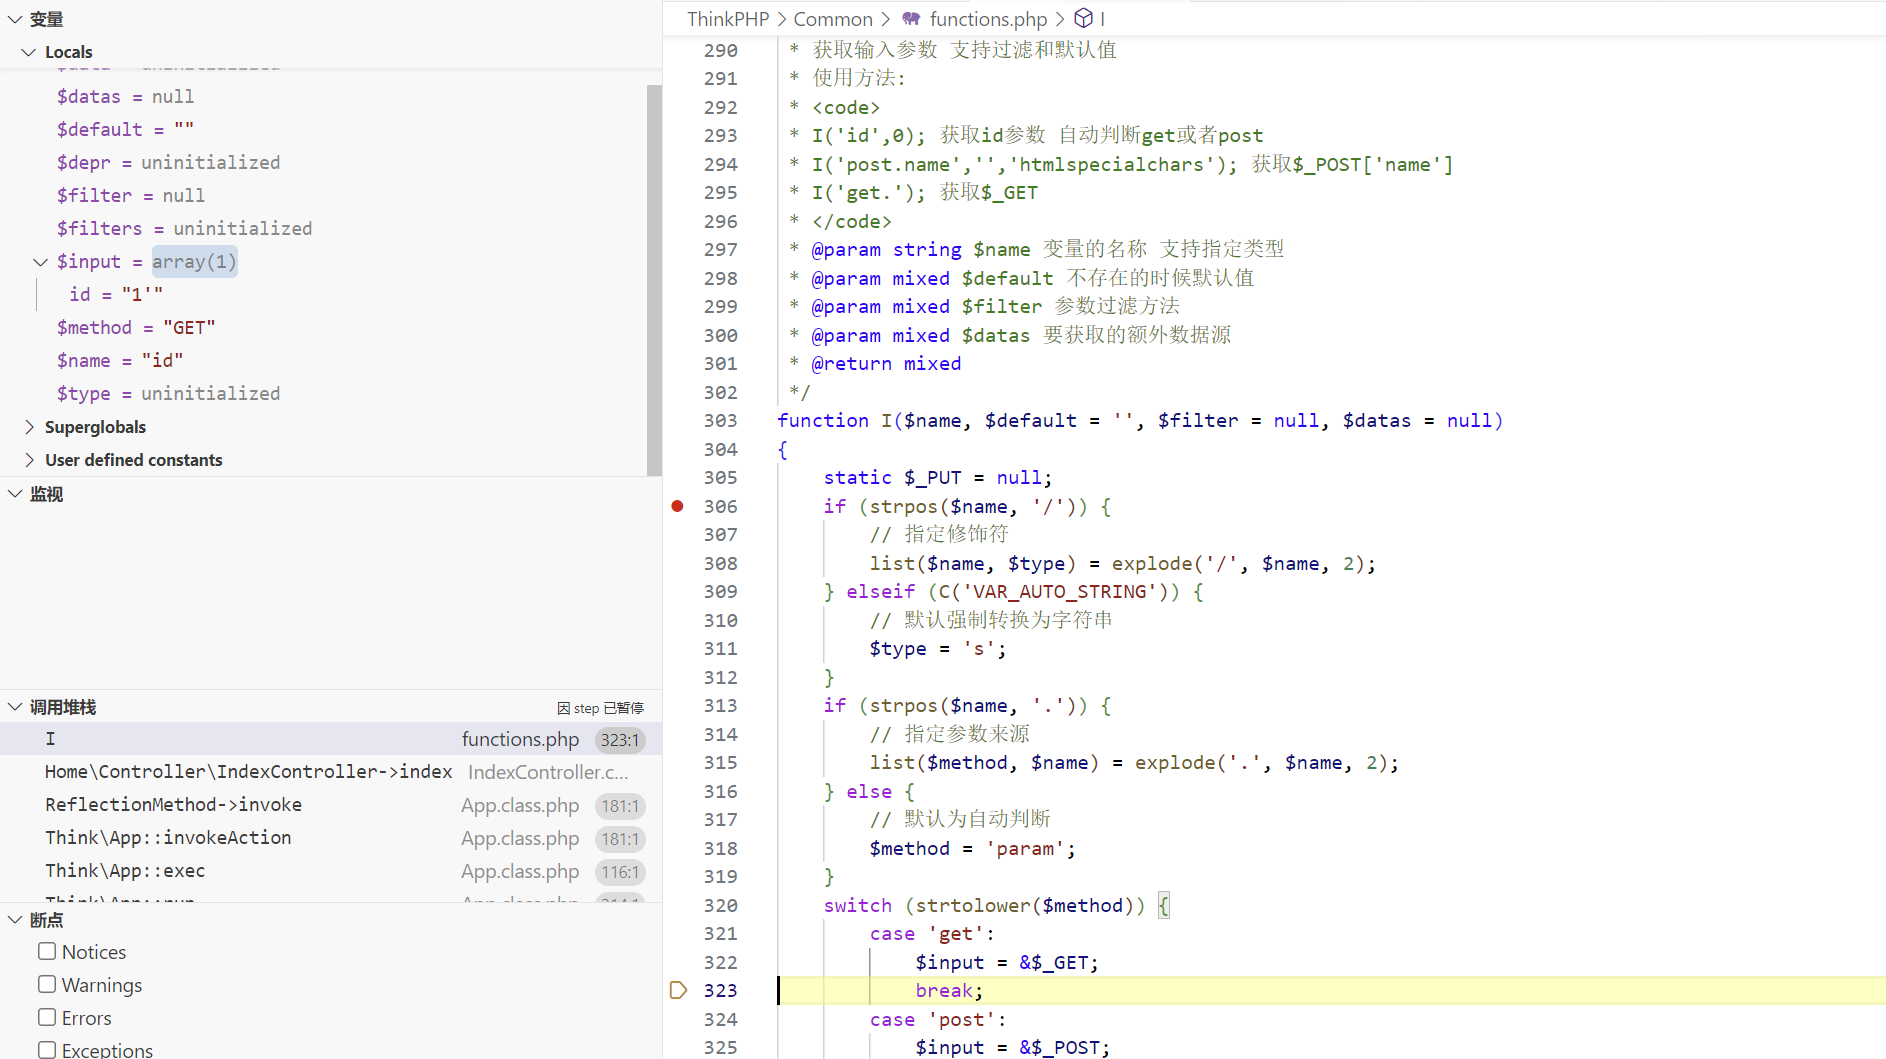 变量
Locals
$datas = null
$default = ""
$depr = uninitialized
$filter = null
$filters = uninitialized
$input = array(1)
id = "1'"
$method = "GET"
$name = "id"
$type = uninitialized
Superglobals
User defined constants
监视
调用堆栈 因 step 已暂停
I functions.php 323:1
Home\Controller\IndexController->index IndexController.c...
ReflectionMethod->invoke App.class.php 181:1
Think\App::invokeAction App.class.php 181:1
Think\App::exec App.class.php 116:1
断点
Notices
Warnings
Errors
Exceptions
ThinkPHP > Common > functions.php > I
290 * 获取输入参数 支持过滤和默认值
291 * 使用方法:
292 * <code>
293 * I('id',0); 获取id参数 自动判断get或者post
294 * I('post.name','','htmlspecialchars'); 获取$_POST['name']
295 * I('get.'); 获取$_GET
296 * </code>
297 * @param string $name 变量的名称 支持指定类型
298 * @param mixed $default 不存在的时候默认值
299 * @param mixed $filter 参数过滤方法
300 * @param mixed $datas 要获取的额外数据源
301 * @return mixed
302 */
303 function I($name, $default = '', $filter = null, $datas = null)
304 {
305 static $_PUT = null;
306 if (strpos($name, '/')) {
307 // 指定修饰符
308 list($name, $type) = explode('/', $name, 2);
309 } elseif (C('VAR_AUTO_STRING')) {
310 // 默认强制转换为字符串
311 $type = 's';
312 }
313 if (strpos($name, '.')) {
314 // 指定参数来源
315 list($method, $name) = explode('.', $name, 2);
316 } else {
317 // 默认为自动判断
318 $method = 'param';
319 }
320 switch (strtolower($method)) {
321 case 'get':
322 $input = &$_GET;
323 break;
324 case 'post':
325 $input = &$_POST;